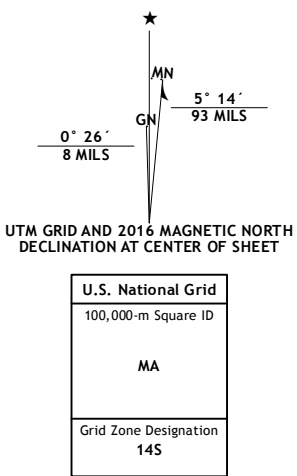 MN
GN
5° 14´
93 MILS
0° 26´
8 MILS
UTM GRID AND 2016 MAGNETIC NORTH
DECLINATION AT CENTER OF SHEET
U.S. National Grid
100,000-m Square ID
MA
Grid Zone Designation
14S